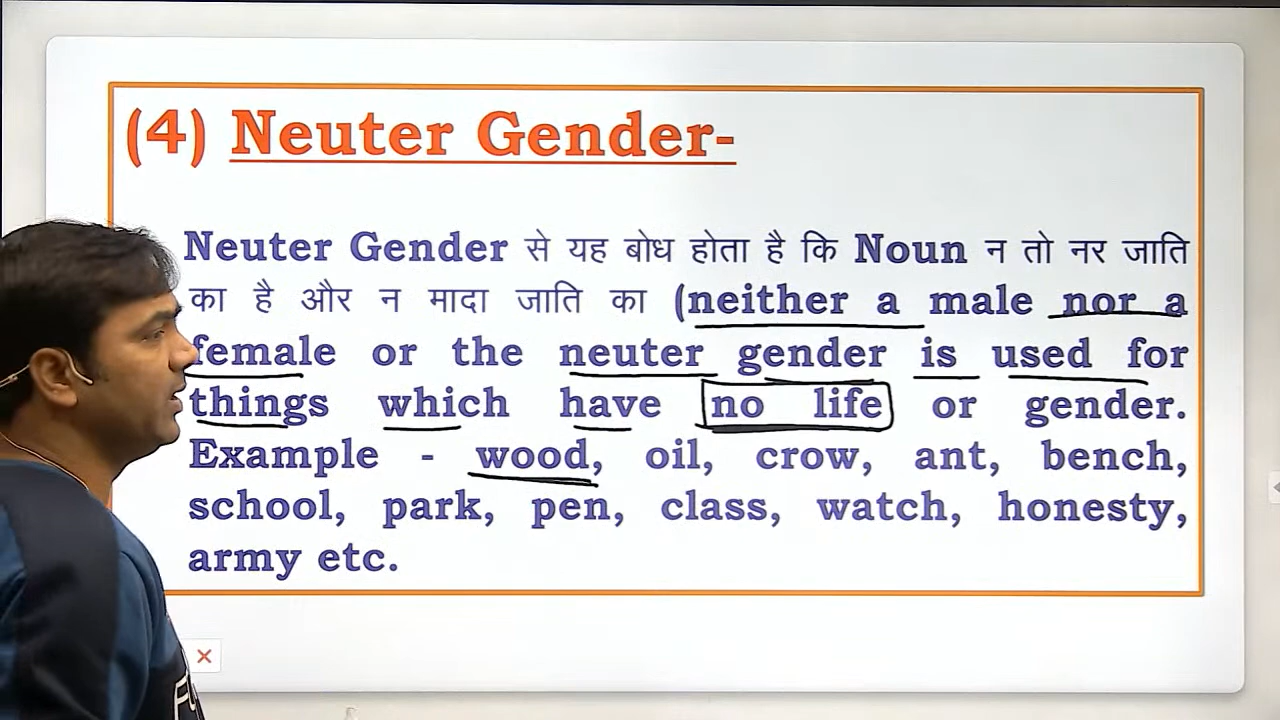 (4) Neuter Gender-
Neuter Gender से यह बोध होता है कि Noun न तो नर जाति
का है और न मादा जाति का (neither a male nor a
female or the neuter gender is used for
things which have no life or gender.
Example - wood, oil, crow, ant, bench,
school, park, pen, class, watch, honesty,
army etc.